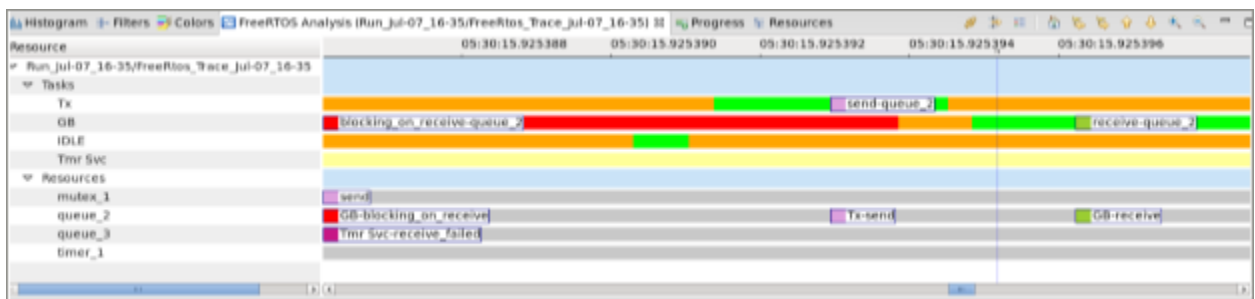 Histogram Filters Colors FreeRTOS Analysis (Run_Jul-07_16-35/FreeRtos_Trace_Jul-07_16-35) Progress Resources
Resource 05:30:15.925388 05:30:15.925390 05:30:15.925392 05:30:15.925394 05:30:15.925396
Run_Jul-07_16-35/FreeRtos_Trace_Jul-07_16-35
Tasks
Tx send-queue_2
GB blocking_on_receive-queue_2 receive-queue_2
IDLE
Tmr Svc
Resources
mutex_1 send
queue_2 GB-blocking_on_receive Tx-send GB-receive
queue_3 Tmr Svc-receive_failed
timer_1